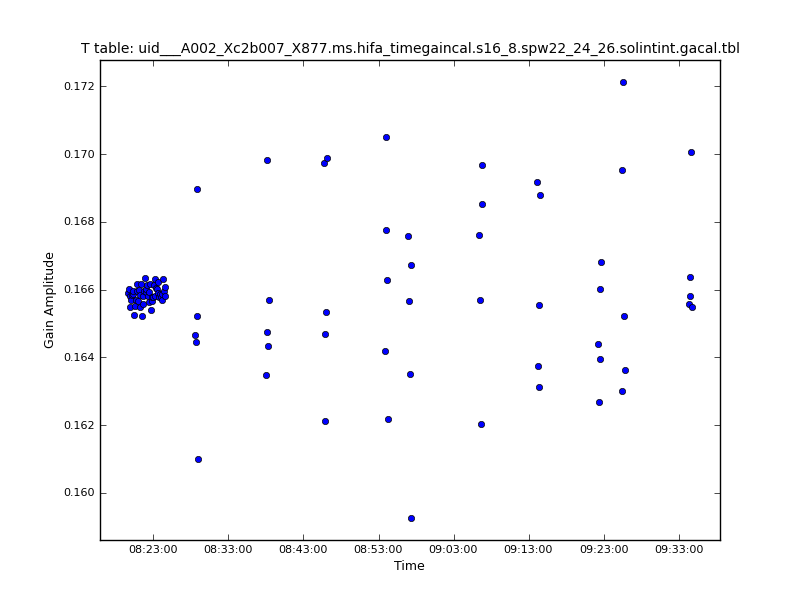 T table: uid___A002_Xc2b007_X877.ms.hifa_timegaincal.s16_8.spw22_24_26.solintint.gacal.tbl
0.172
0.170
0.168
0.166
0.164
0.162
0.160
Gain Amplitude
08:23:00 08:33:00 08:43:00 08:53:00 09:03:00 09:13:00 09:23:00 09:33:00
Time